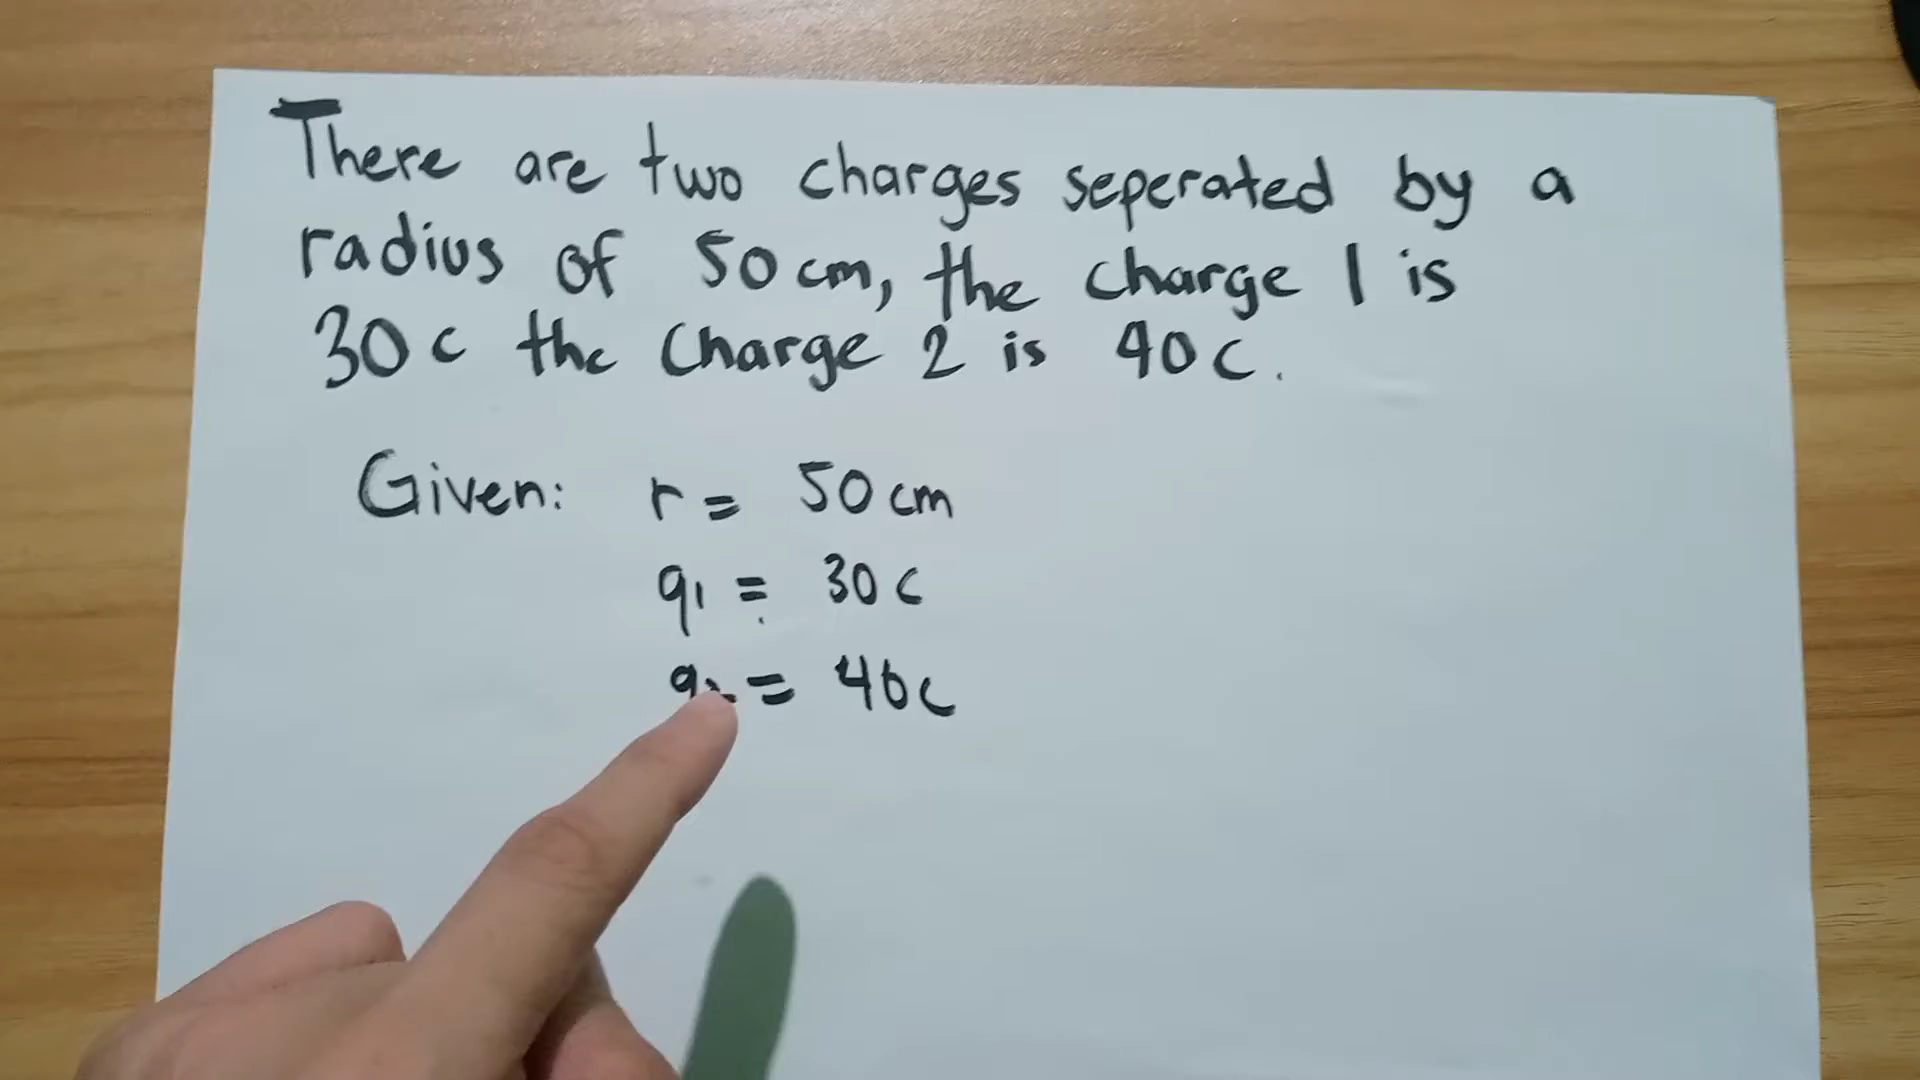 There are two charges seperated by a
radius of 50 cm, the charge 1 is
30 c the charge 2 is 40 c.
Given: r = 50 cm
q1 = 30 c
q2 = 40 c